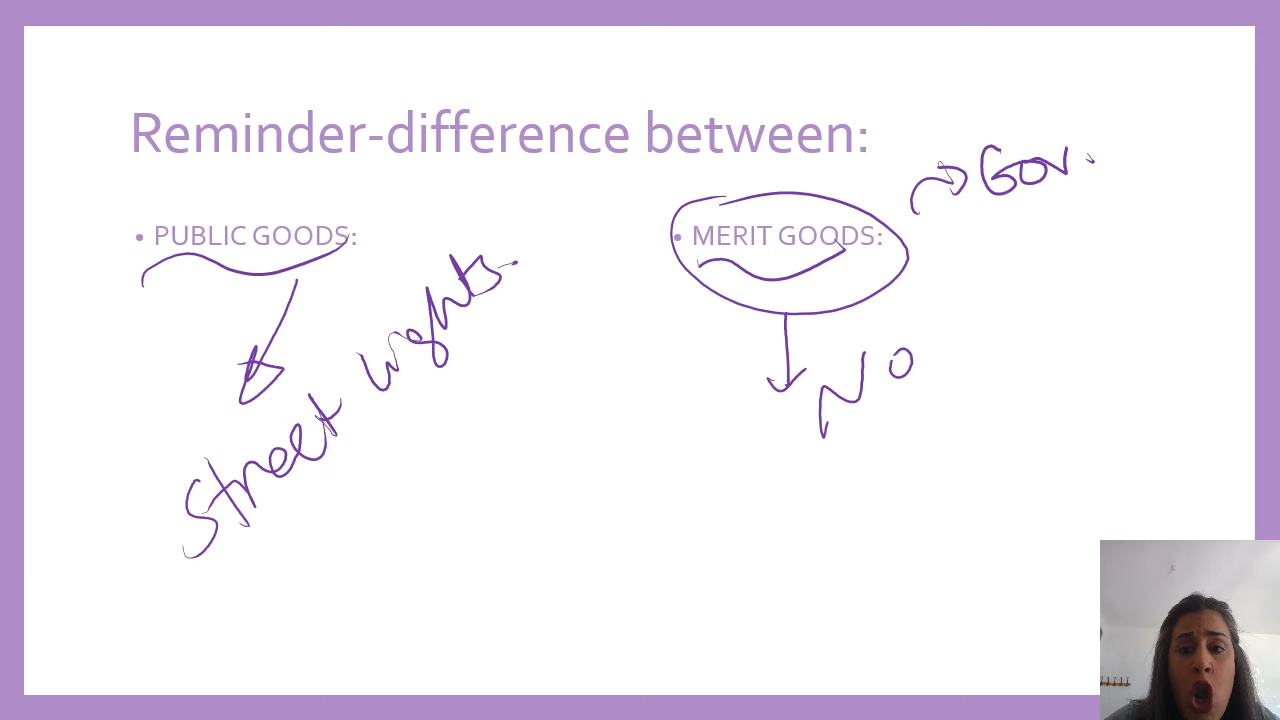 Reminder-difference between:
• PUBLIC GOODS:
Street lights.
• MERIT GOODS:
Gov.
No